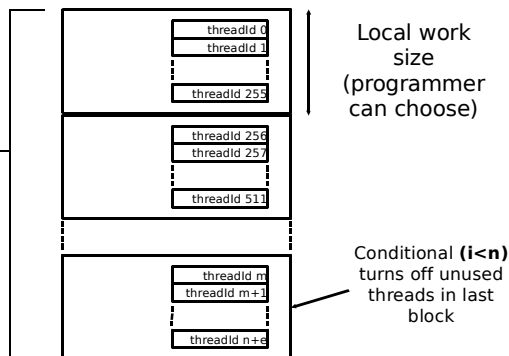 threadId 0
threadId 1
threadId 255
Local work
size
(programmer
can choose)
threadId 256
threadId 257
threadId 511
threadId m
threadId m+1
threadId n+e
Conditional (i<n)
turns off unused
threads in last
block